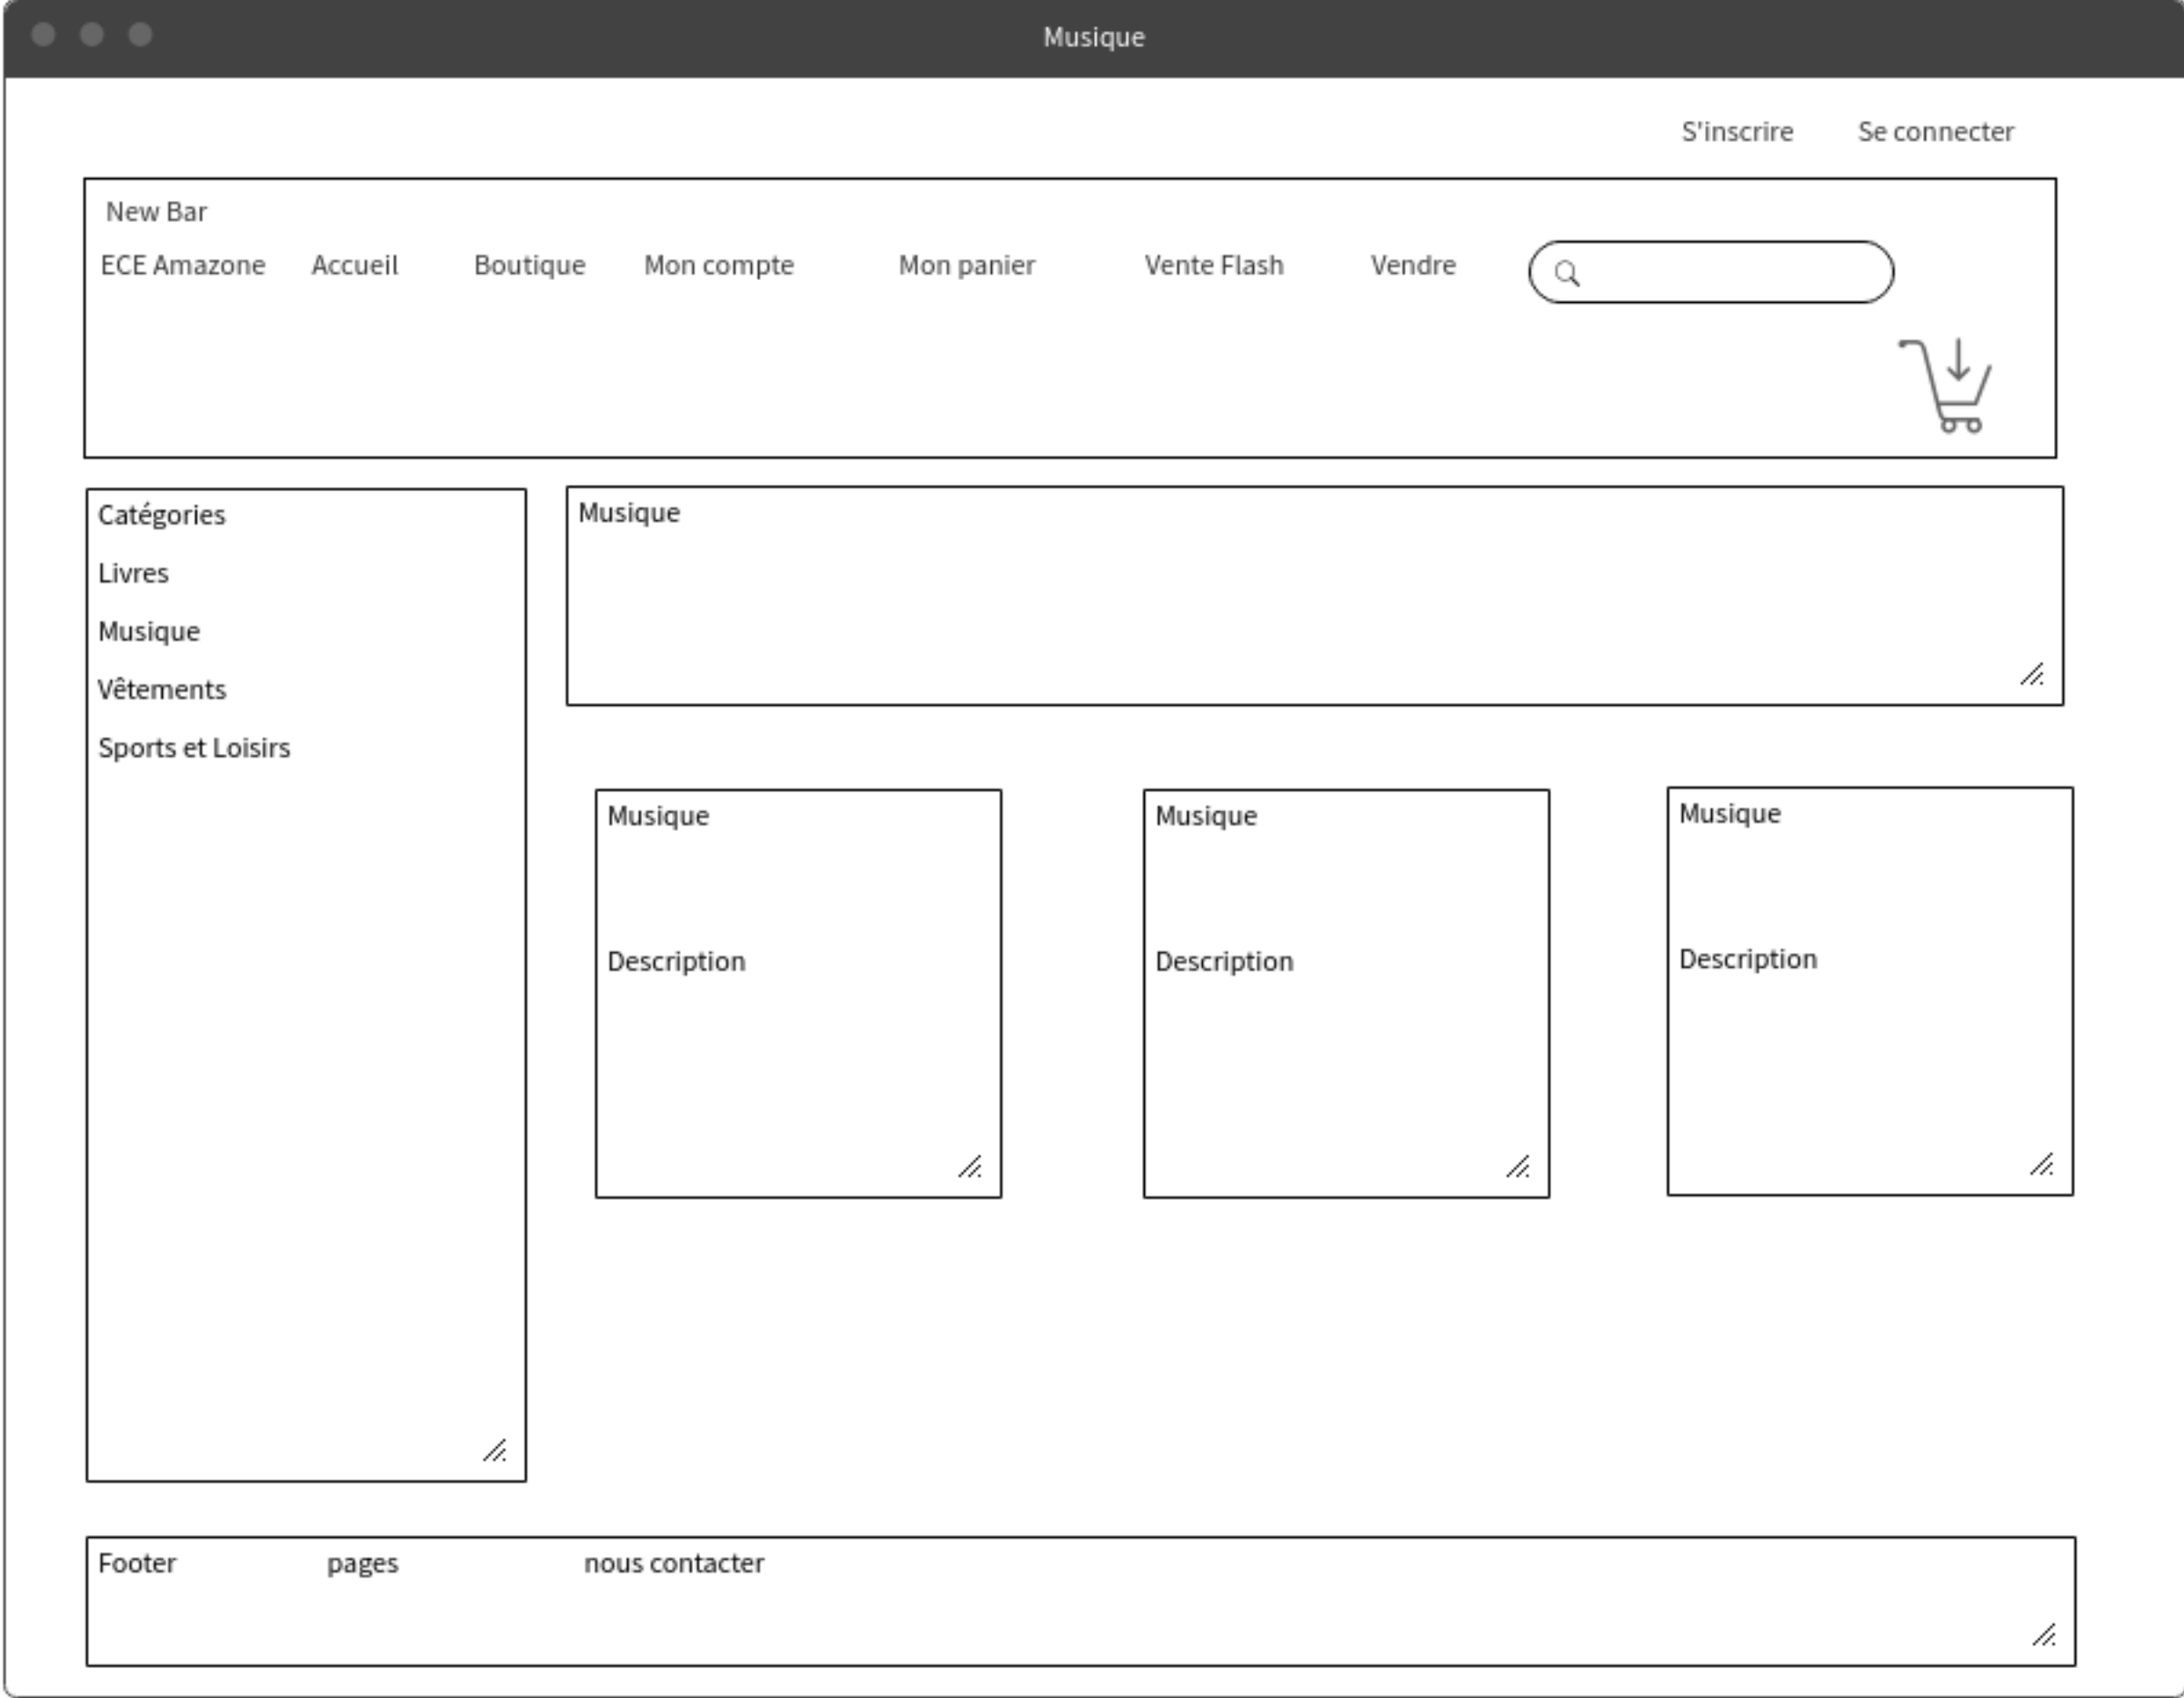 Musique
S'inscrire Se connecter
New Bar
ECE Amazone Accueil Boutique Mon compte Mon panier Vente Flash Vendre
Catégories
Livres
Musique
Vêtements
Sports et Loisirs
Musique
Musique
Description
Musique
Description
Musique
Description
Footer pages nous contacter